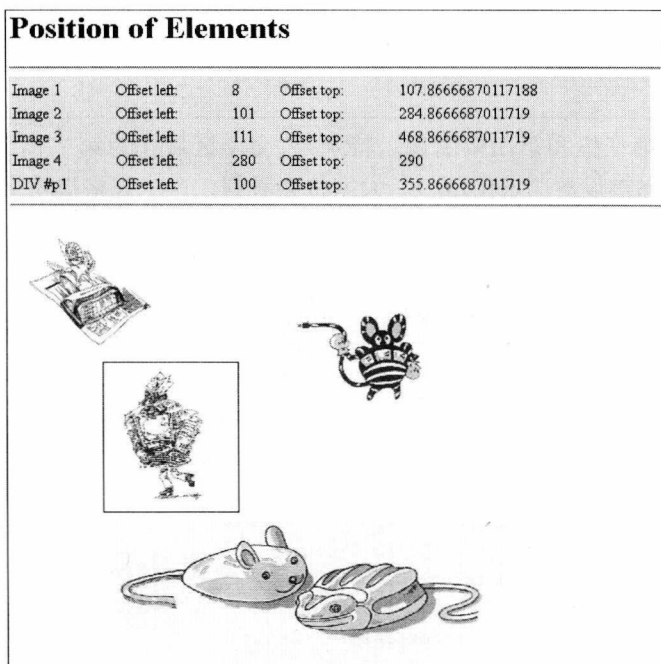 Position of Elements
Image 1 Offset left: 8 Offset top: 107.86666870117188
Image 2 Offset left: 101 Offset top: 284.8666687011719
Image 3 Offset left: 111 Offset top: 468.8666687011719
Image 4 Offset left: 280 Offset top: 290
DIV #p1 Offset left: 100 Offset top: 355.8666687011719